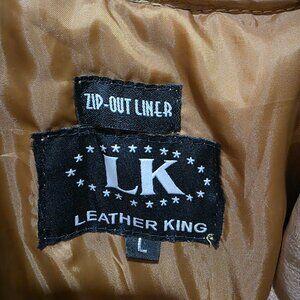 ZIP-OUT LINER
LK
LEATHER KING
L